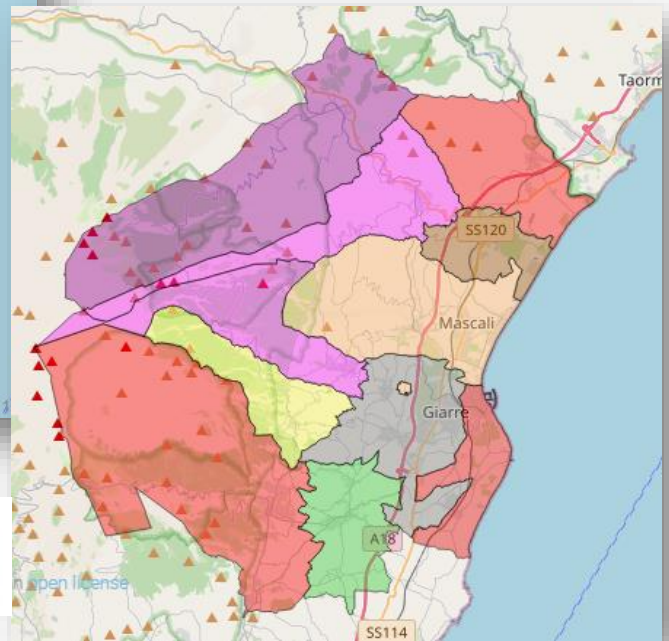 Taorm
SS120
Mascali
Giarre
A18
n open license
SS114